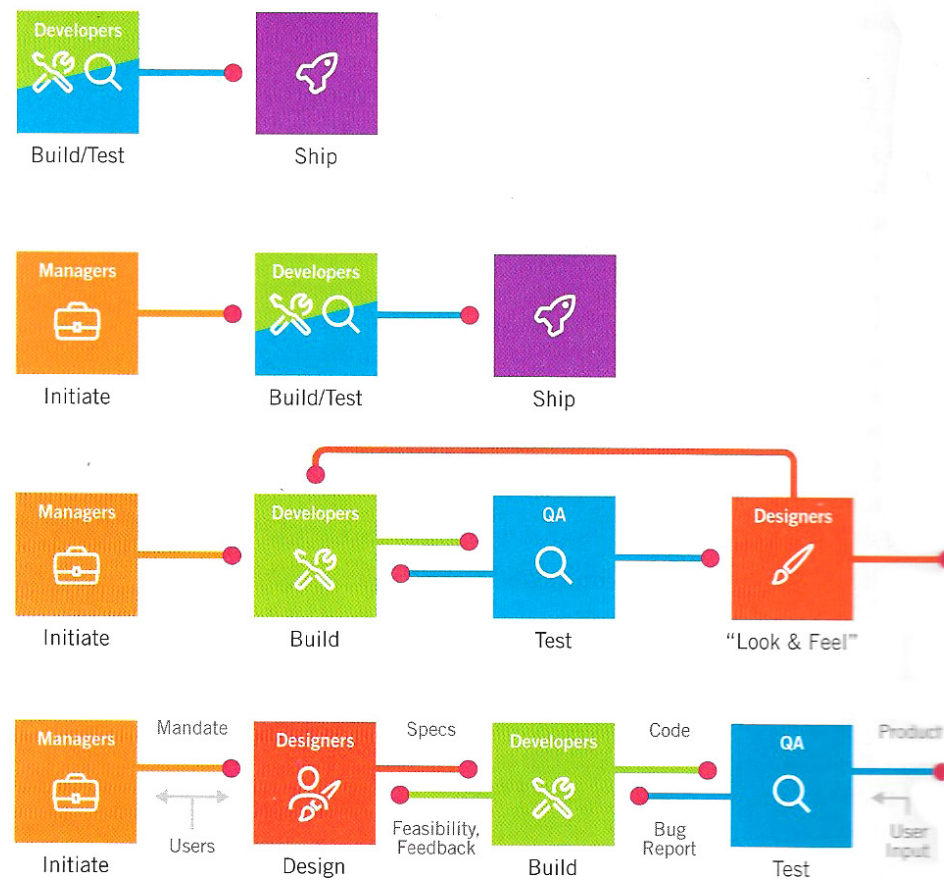 Developers
Build/Test
Ship
Managers
Initiate
Developers
Build/Test
Ship
Managers
Initiate
Developers
Build
QA
Test
Designers
“Look & Feel”
Managers
Initiate
Mandate
Users
Designers
Design
Specs
Feasibility,
Feedback
Developers
Build
Code
Bug
Report
QA
Test
Product
User
Input